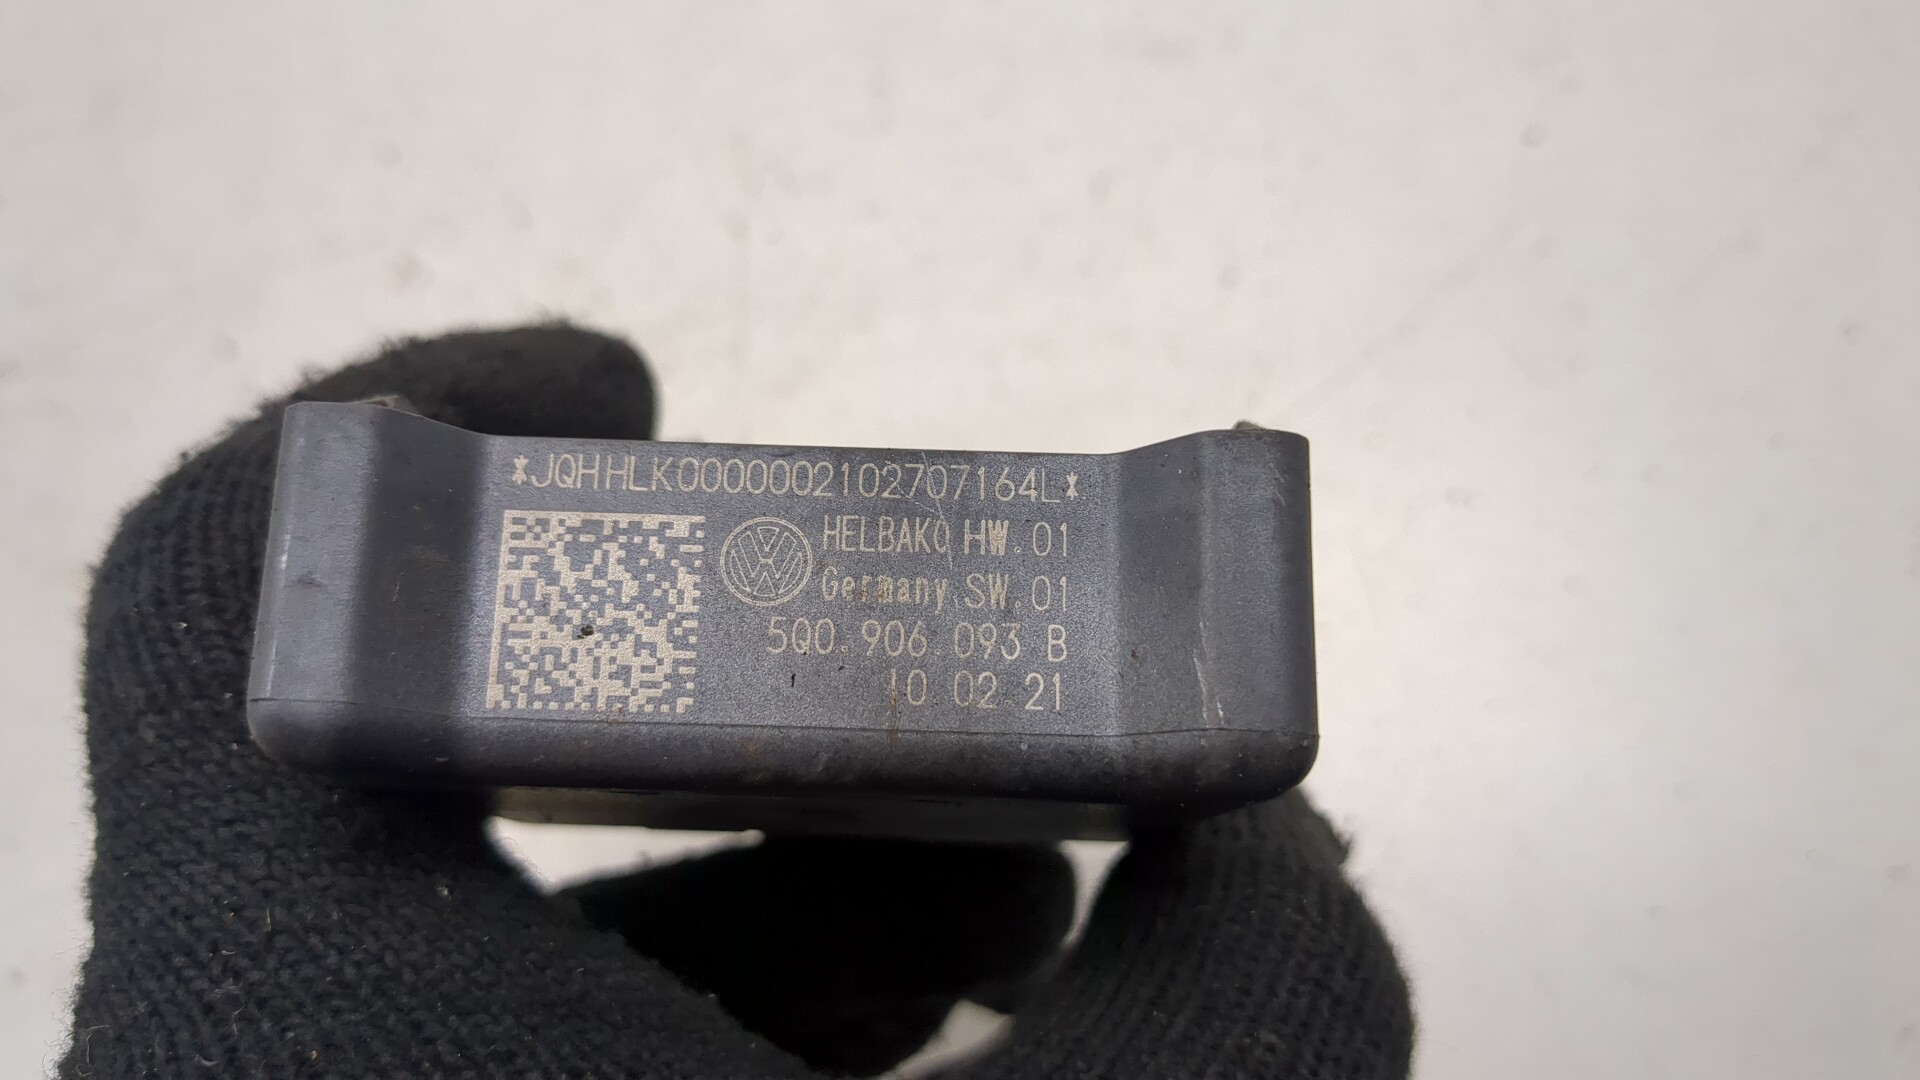 *JQHHLK0000002102707164L*
HELBAKO HW.01
Germany SW.01
5Q0.906.093 B
10.02.21